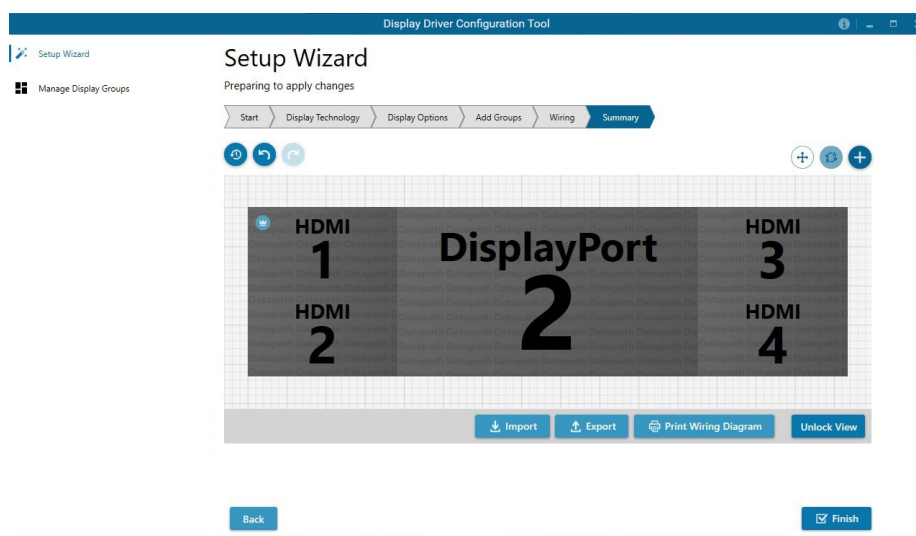 Display Driver Configuration Tool
Setup Wizard
Manage Display Groups
Setup Wizard
Preparing to apply changes
Start
Display Technology
Display Options
Add Groups
Wiring
Summary
HDMI
1
HDMI
2
DisplayPort
2
HDMI
3
HDMI
4
Import
Export
Print Wiring Diagram
Unlock View
Back
Finish